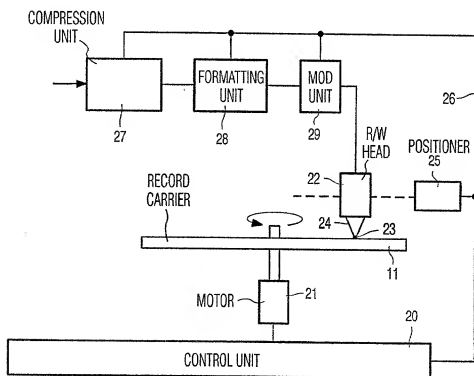 COMPRESSION
UNIT
27
FORMATTING
UNIT
28
MOD
UNIT
29
26
R/W
HEAD
22
POSITIONER
25
RECORD
CARRIER
24
23
11
MOTOR
21
20
CONTROL UNIT